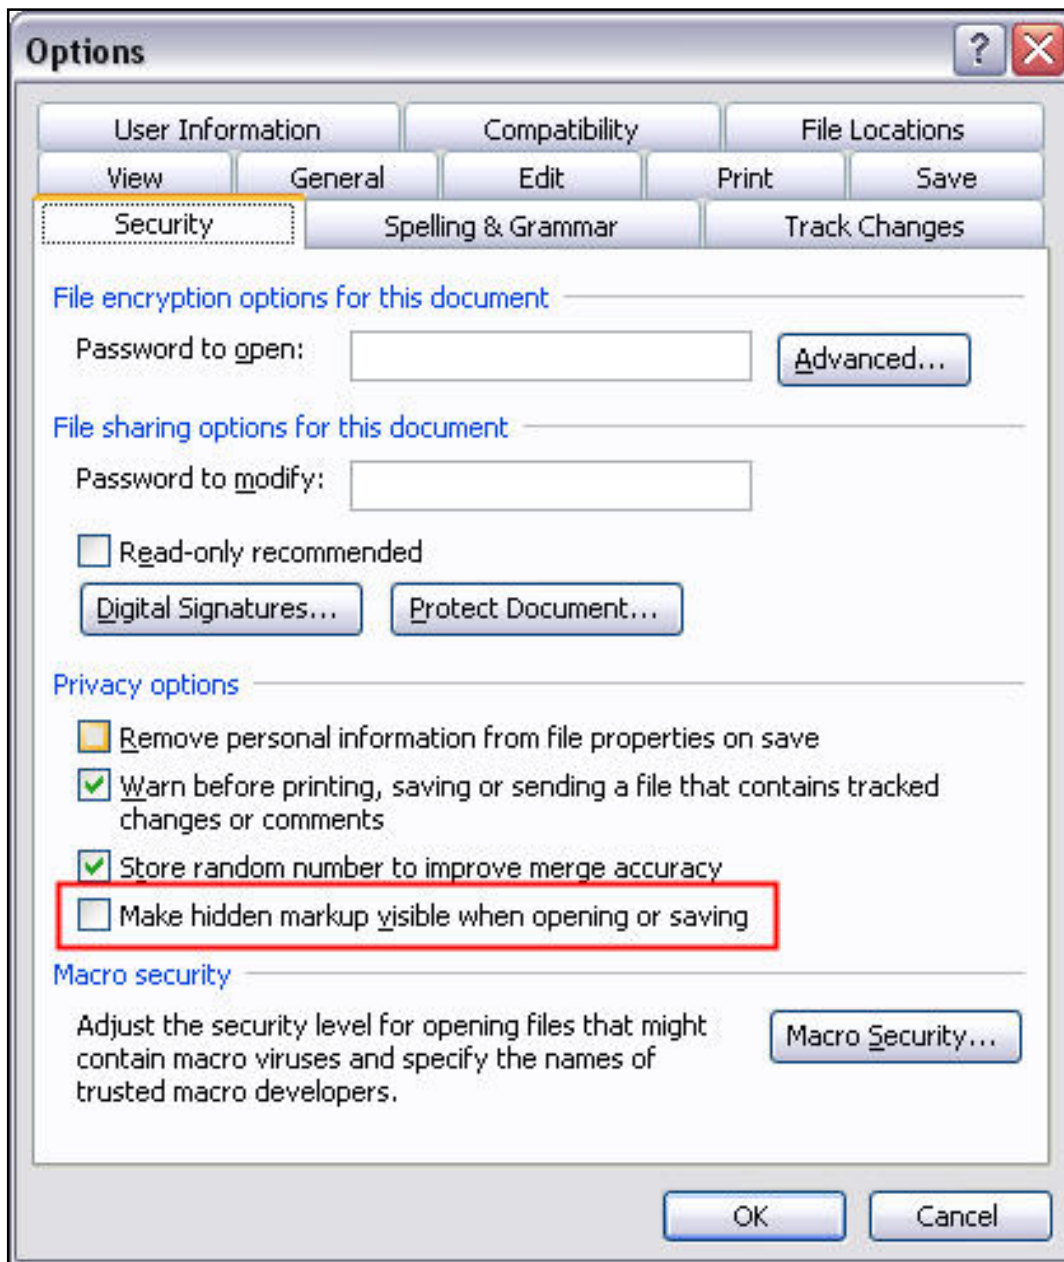 Options
User Information Compatibility File Locations
View General Edit Print Save
Security Spelling & Grammar Track Changes
File encryption options for this document
Password to open: Advanced...
File sharing options for this document
Password to modify:
Read-only recommended
Digital Signatures... Protect Document...
Privacy options
Remove personal information from file properties on save
Warn before printing, saving or sending a file that contains tracked
changes or comments
Store random number to improve merge accuracy
Make hidden markup visible when opening or saving
Macro security
Adjust the security level for opening files that might
contain macro viruses and specify the names of
trusted macro developers.
Macro Security...
OK Cancel